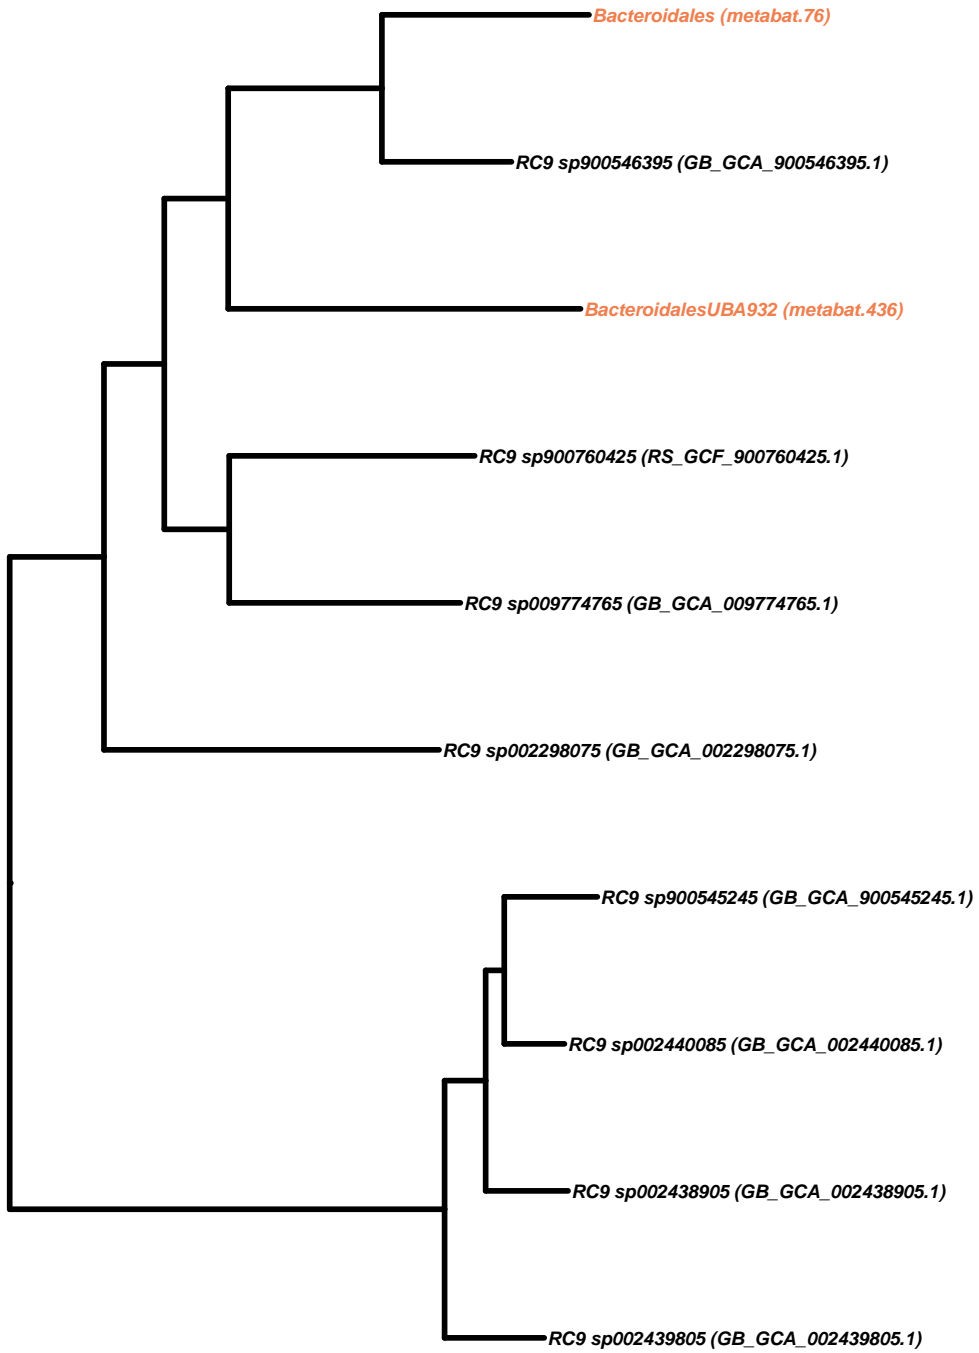 Bacteroidales (metabat.76)
RC9 sp900546395 (GB_GCA_900546395.1)
BacteroidalesUBA932 (metabat.436)
RC9 sp900760425 (RS_GCF_900760425.1)
RC9 sp009774765 (GB_GCA_009774765.1)
RC9 sp002298075 (GB_GCA_002298075.1)
RC9 sp900545245 (GB_GCA_900545245.1)
RC9 sp002440085 (GB_GCA_002440085.1)
RC9 sp002438905 (GB_GCA_002438905.1)
RC9 sp002439805 (GB_GCA_002439805.1)